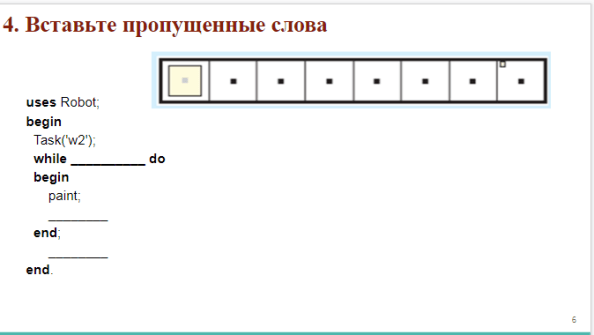 4. Вставьте пропущенные слова
uses Robot;
begin
Task('w2');
while __________ do
begin
paint;
________
end;
________
end.
6